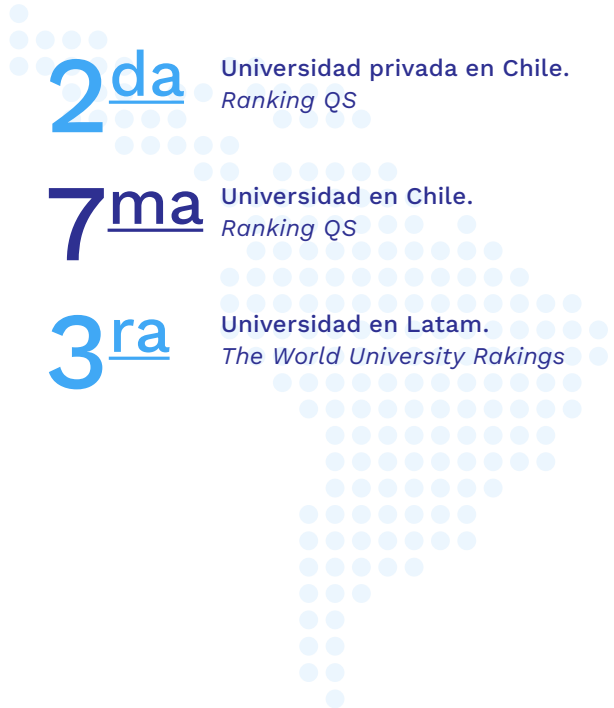 2da
Universidad privada en Chile.
Ranking QS
7ma
Universidad en Chile.
Ranking QS
3ra
Universidad en Latam.
The World University Rakings